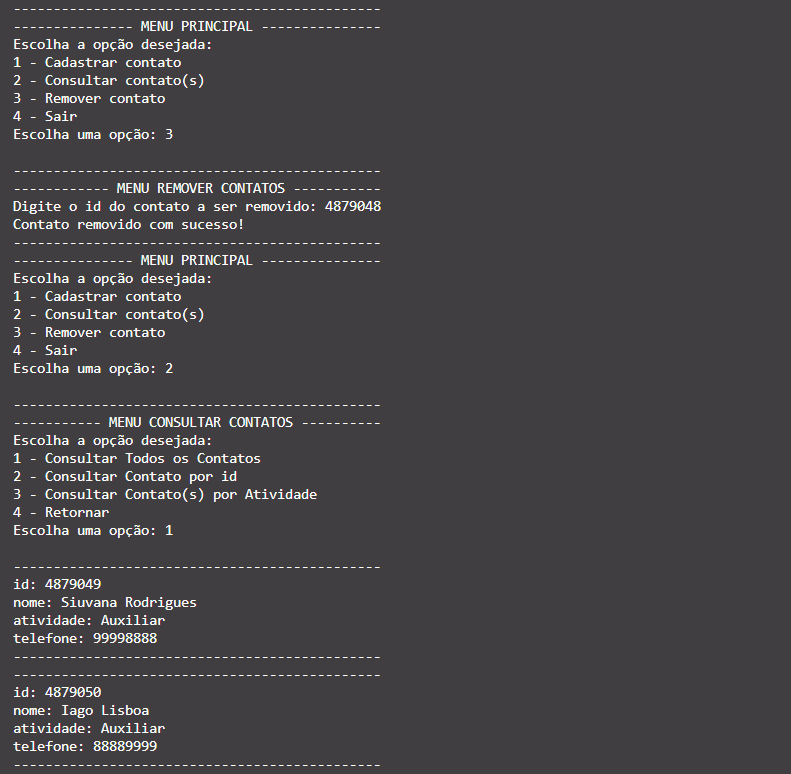 ----------------------------------------------
--------------- MENU PRINCIPAL ---------------
Escolha a opção desejada:
1 - Cadastrar contato
2 - Consultar contato(s)
3 - Remover contato
4 - Sair
Escolha uma opção: 3
----------------------------------------------
------------ MENU REMOVER CONTATOS -----------
Digite o id do contato a ser removido: 4879048
Contato removido com sucesso!
----------------------------------------------
--------------- MENU PRINCIPAL ---------------
Escolha a opção desejada:
1 - Cadastrar contato
2 - Consultar contato(s)
3 - Remover contato
4 - Sair
Escolha uma opção: 2
----------------------------------------------
----------- MENU CONSULTAR CONTATOS ----------
Escolha a opção desejada:
1 - Consultar Todos os Contatos
2 - Consultar Contato por id
3 - Consultar Contato(s) por Atividade
4 - Retornar
Escolha uma opção: 1
----------------------------------------------
id: 4879049
nome: Siuvana Rodrigues
atividade: Auxiliar
telefone: 99998888
----------------------------------------------
----------------------------------------------
id: 4879050
nome: Iago Lisboa
atividade: Auxiliar
telefone: 88889999
----------------------------------------------